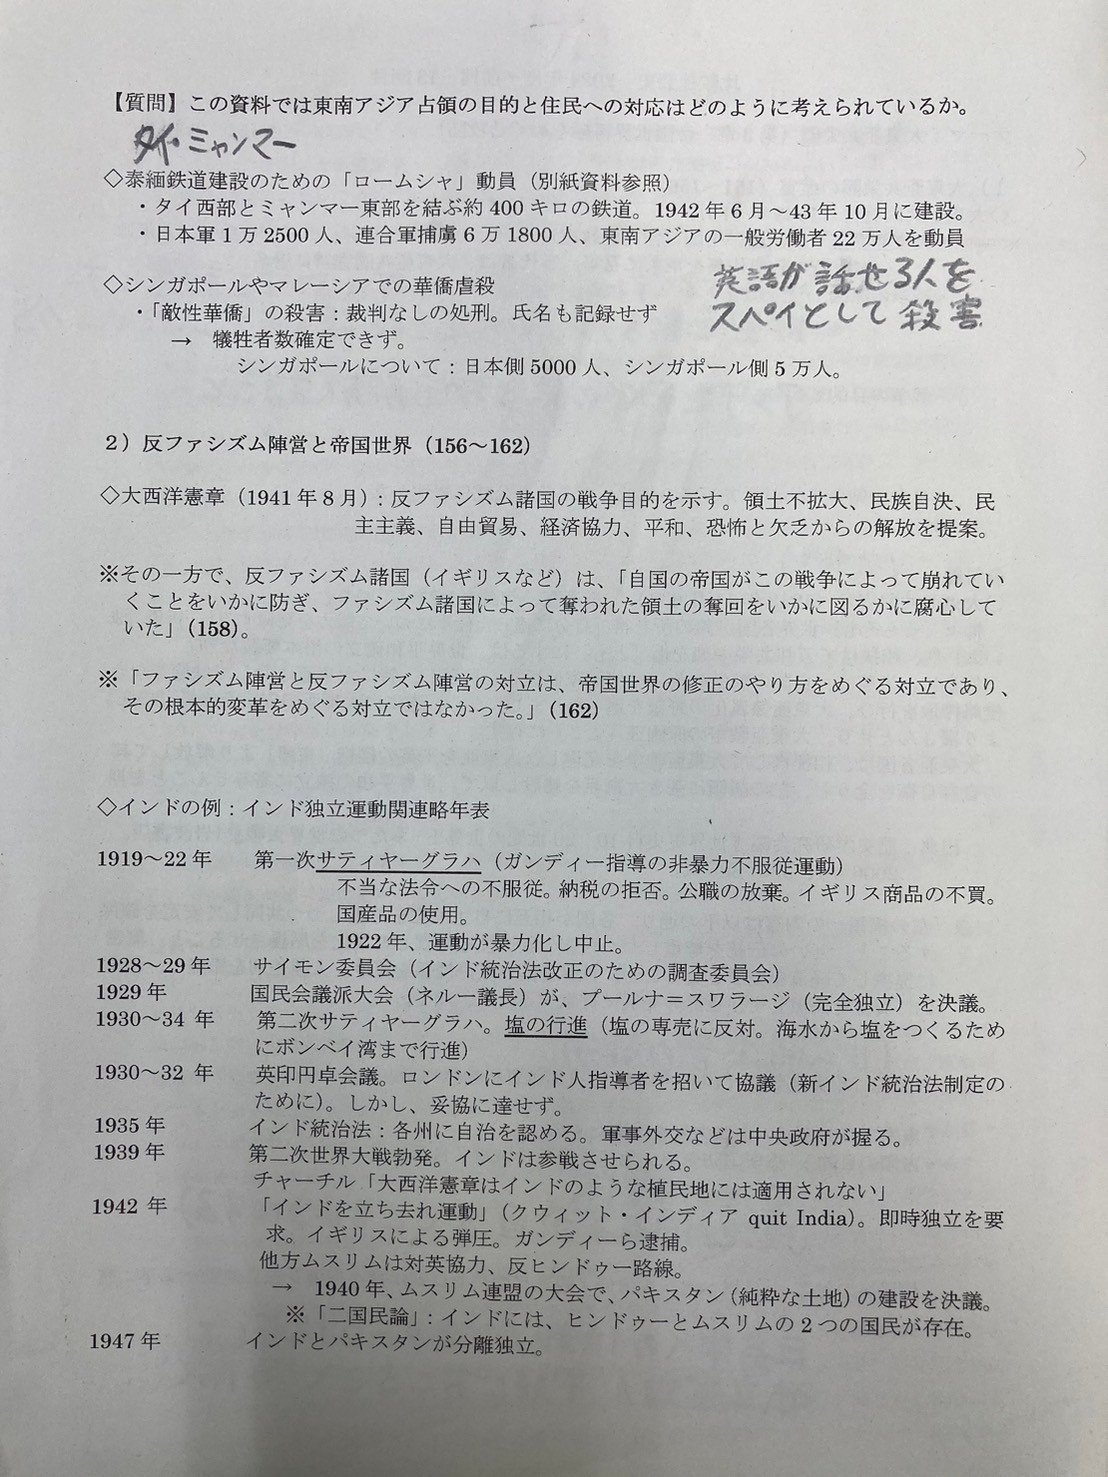 【質問】この資料では東南アジア占領の目的と住民への対応はどのように考えられているか。
タイ・ミャンマー
◇泰緬鉄道建設のための「ロームシャ」動員（別紙資料参照）
・タイ西部とミャンマー東部を結ぶ約 400 キロの鉄道。1942 年 6 月～43 年 10 月に建設。
・日本軍 1 万 2500 人、連合軍捕虜 6 万 1800 人、東南アジアの一般労働者 22 万人を動員
英語が話せる人を
スペイとして殺害
◇シンガポールやマレーシアでの華僑虐殺
・「敵性華僑」の殺害：裁判なしの処刑。氏名も記録せず
→ 犠牲者数確定できず。
シンガポールについて：日本側 5000 人、シンガポール側 5 万人。
２）反ファシズム陣営と帝国世界（156～162）
◇大西洋憲章（1941 年 8 月）：反ファシズム諸国の戦争目的を示す。領土不拡大、民族自決、民
主主義、自由貿易、経済協力、平和、恐怖と欠乏からの解放を提案。
※その一方で、反ファシズム諸国（イギリスなど）は、「自国の帝国がこの戦争によって崩れてい
くことをいかに防ぎ、ファシズム諸国によって奪われた領土の奪回をいかに図るかに腐心して
いた」（158）。
※「ファシズム陣営と反ファシズム陣営の対立は、帝国世界の修正のやり方をめぐる対立であり、
その根本的変革をめぐる対立ではなかった。」（162）
◇インドの例：インド独立運動関連略年表
1919～22 年 第一次サティヤーグラハ（ガンディー指導の非暴力不服従運動）
不当な法令への不服従。納税の拒否。公職の放棄。イギリス商品の不買。
国産品の使用。
1922 年、運動が暴力化し中止。
1928～29 年 サイモン委員会（インド統治法改正のための調査委員会）
1929 年 国民会議派大会（ネルー議長）が、プールナ＝スワラージ（完全独立）を決議。
1930～34 年 第二次サティヤーグラハ。塩の行進（塩の専売に反対。海水から塩をつくるため
にボンベイ湾まで行進）
1930～32 年 英印円卓会議。ロンドンにインド人指導者を招いて協議（新インド統治法制定の
ために）。しかし、妥協に達せず。
1935 年 インド統治法：各州に自治を認める。軍事外交などは中央政府が握る。
1939 年 第二次世界大戦勃発。インドは参戦させられる。
チャーチル「大西洋憲章はインドのような植民地には適用されない」
1942 年 「インドを立ち去れ運動」（クウィット・インディア quit India）。即時独立を要
求。イギリスによる弾圧。ガンディーら逮捕。
他方ムスリムは対英協力、反ヒンドゥー路線。
→ 1940 年、ムスリム連盟の大会で、パキスタン（純粋な土地）の建設を決議。
※「二国民論」：インドには、ヒンドゥーとムスリムの 2 つの国民が存在。
1947 年 インドとパキスタンが分離独立。